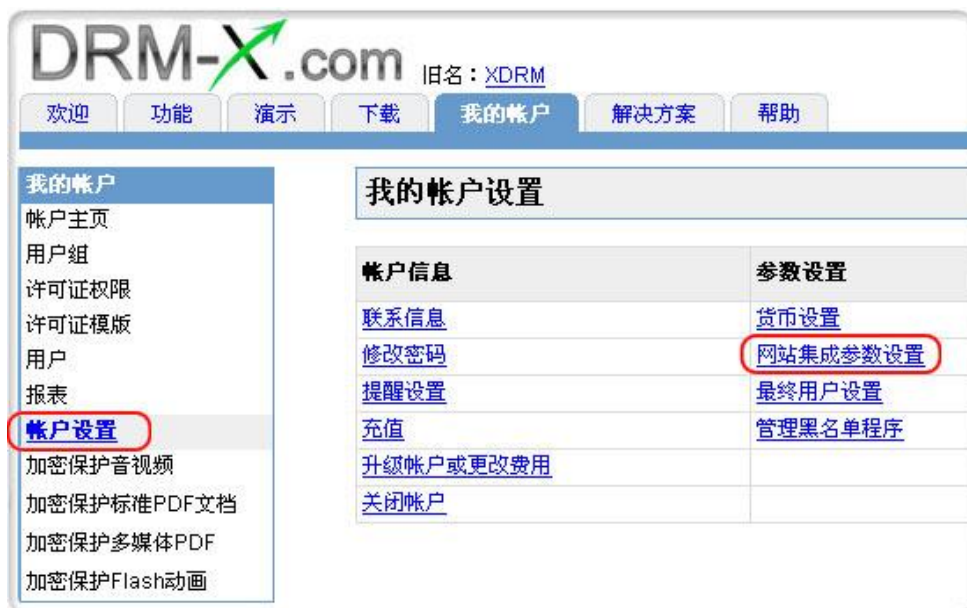 DRM-X.com 旧名：XDRM
欢迎 功能 演示 下载 我的帐户 解决方案 帮助
我的帐户
帐户主页
用户组
许可证权限
许可证模版
用户
报表
帐户设置
加密保护音视频
加密保护标准PDF文档
加密保护多媒体PDF
加密保护Flash动画
我的帐户设置
帐户信息 参数设置
联系信息 货币设置
修改密码 网站集成参数设置
提醒设置 最终用户设置
充值 管理黑名单程序
升级帐户或更改费用
关闭帐户